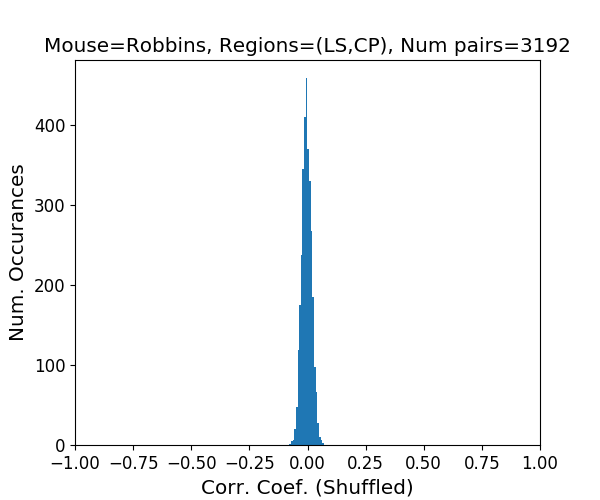 Mouse=Robbins, Regions=(LS,CP), Num pairs=3192
Num. Occurances
400
300
200
100
0
−1.00 −0.75 −0.50 −0.25 0.00 0.25 0.50 0.75 1.00
Corr. Coef. (Shuffled)